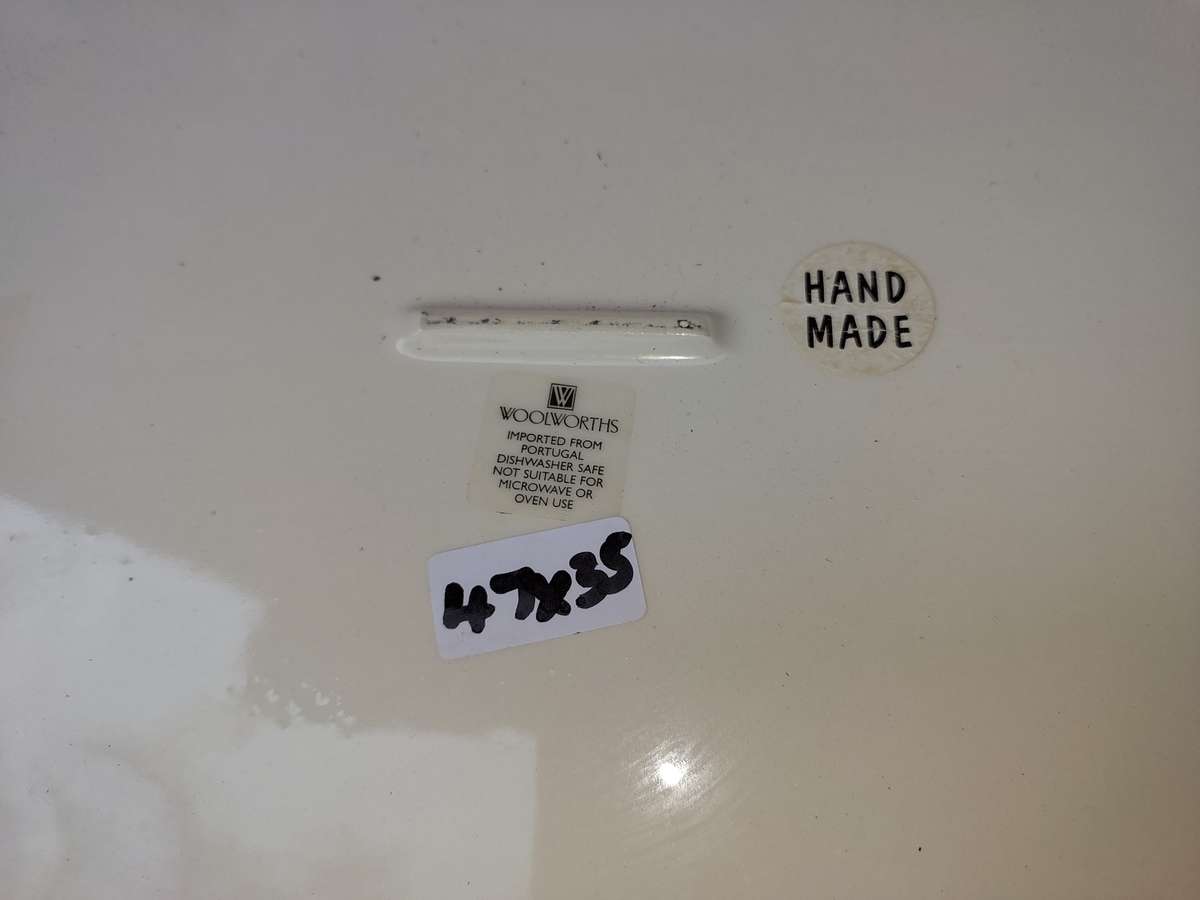 HAND
MADE
W
WOOLWORTHS
IMPORTED FROM
PORTUGAL
DISHWASHER SAFE
NOT SUITABLE FOR
MICROWAVE OR
OVEN USE
47x35